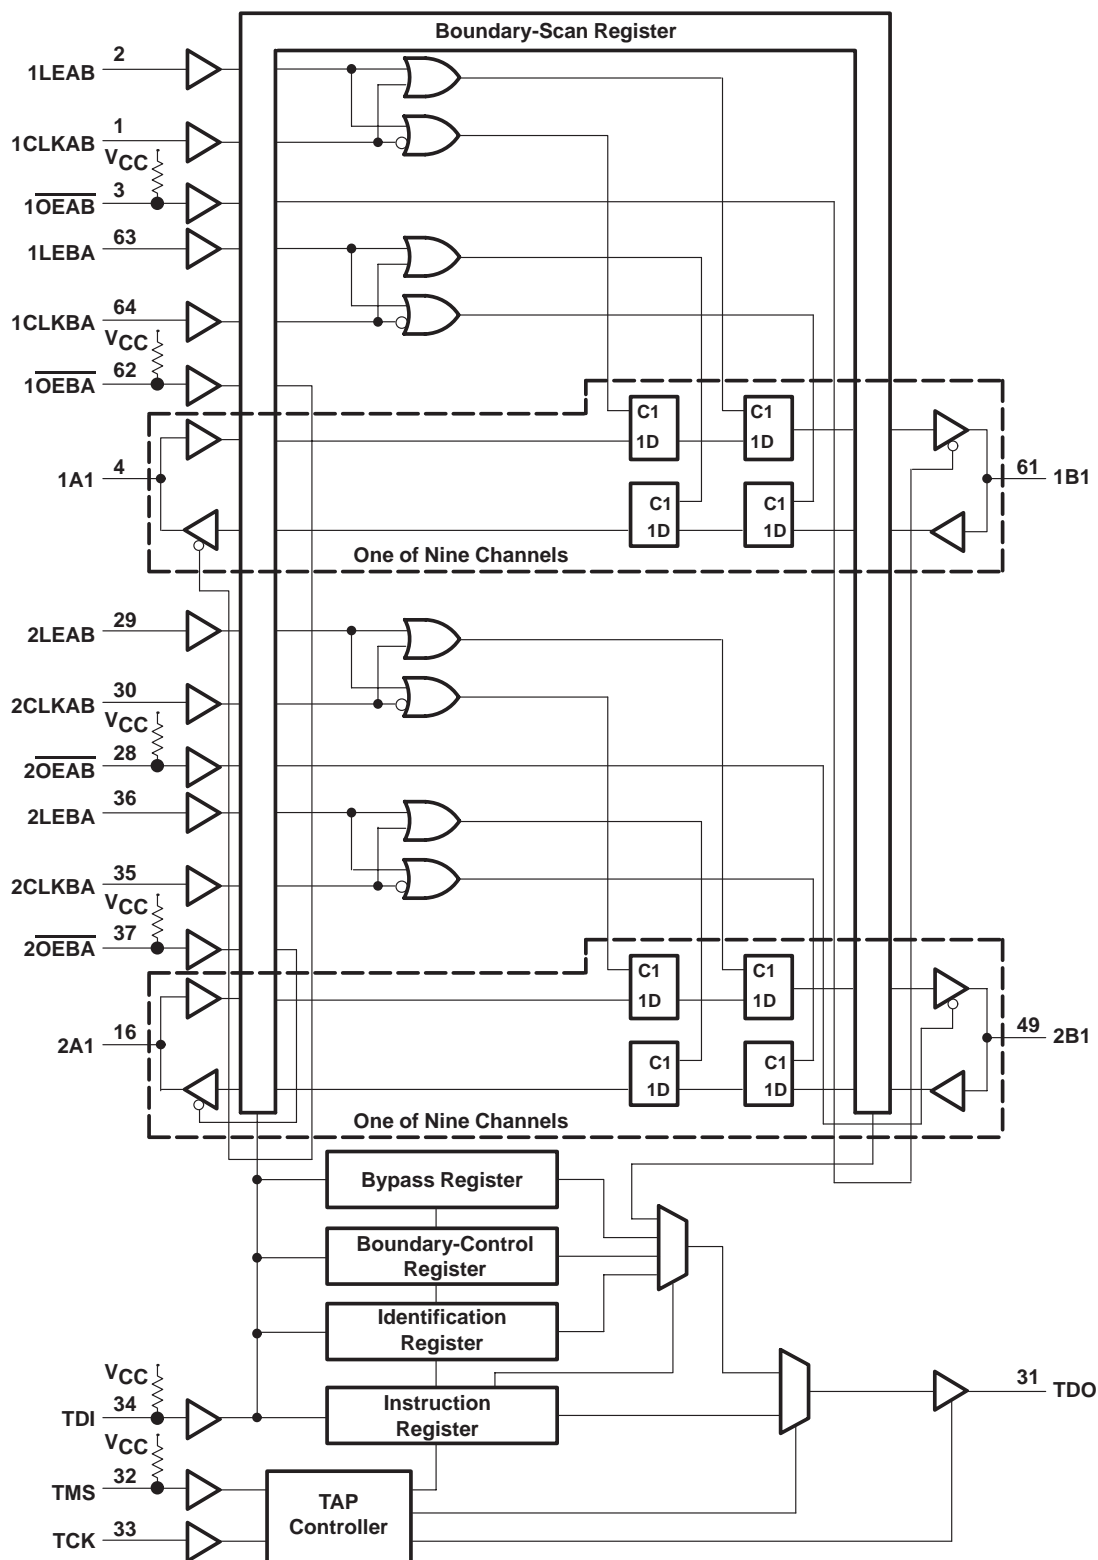 Boundary-Scan Register
2
1LEAB
1
1CLKAB
VCC
3
1OEAB
63
1LEBA
64
1CLKBA
VCC
62
1OEBA
C1
1D
C1
1D
4
1A1
61
1B1
C1
1D
C1
1D
One of Nine Channels
29
2LEAB
30
2CLKAB
VCC
28
2OEAB
36
2LEBA
35
2CLKBA
VCC
37
2OEBA
C1
1D
C1
1D
16
2A1
49
2B1
C1
1D
C1
1D
One of Nine Channels
Bypass Register
Boundary-Control
Register
Identification
Register
VCC
34
TDI
Instruction
Register
31
TDO
VCC
32
TMS
TAP
Controller
33
TCK